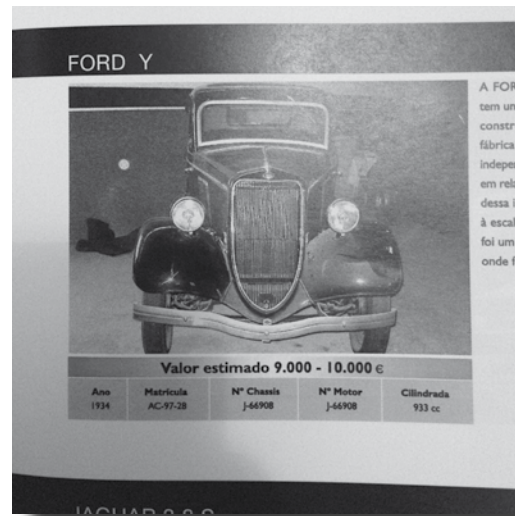 FORD Y
A FOR
tem un
constr
fábrica
indepen
em rela
dessa i
à escal
foi um
onde f
Valor estimado 9.000 - 10.000 €
Ano Matrícula Nº Chassis Nº Motor Cilindrada
1934 AC-97-28 J-66908 J-66908 933 cc